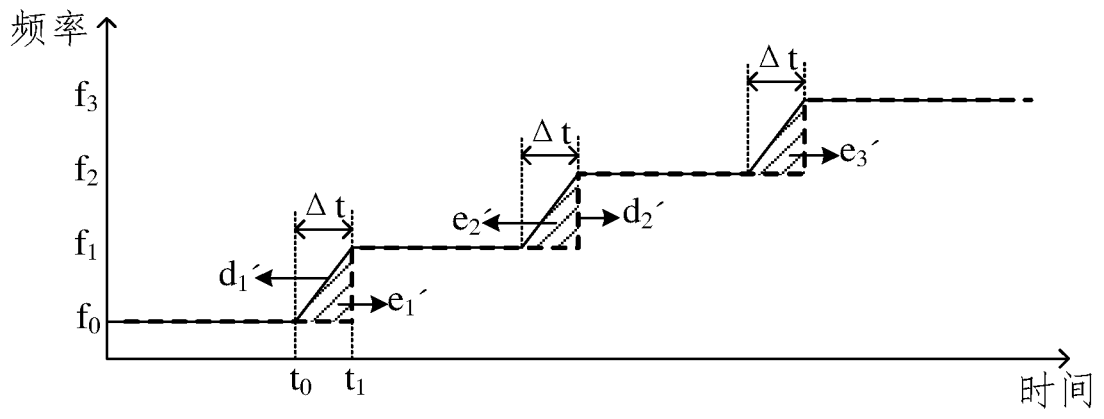 频率
Δt
f₃
Δt
e₃´
f₂
Δt
e₂´
d₂´
f₁
d₁´
e₁´
f₀
t₀ t₁
时间